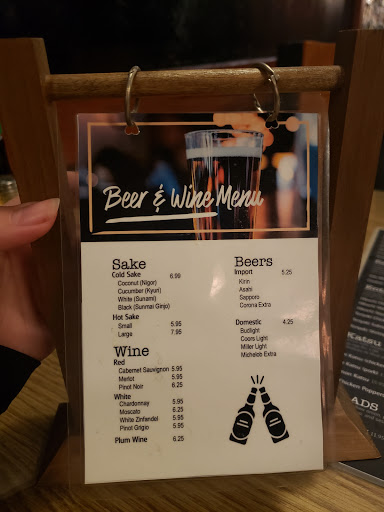 Beer & Wine Menu
Sake
Cold Sake 6.99
Coconut (Nigor)
Cucumber (Kyuri)
White (Sunami)
Black (Sunmai Ginjo)
Hot Sake
Small 5.95
Large 7.95
Wine
Red
Cabernet Sauvignon 5.95
Merlot 5.95
Pinot Noir 6.25
White
Chardonnay 5.95
Moscato 6.25
White Zinfandel 5.95
Pinot Grigio 5.95
Plum Wine 6.25
Beers
Import 5.25
Kirin
Asahi
Sapporo
Corona Extra
Domestic 4.25
Budlight
Coors Light
Miller Light
Michelob Extra
Katsu
ADS